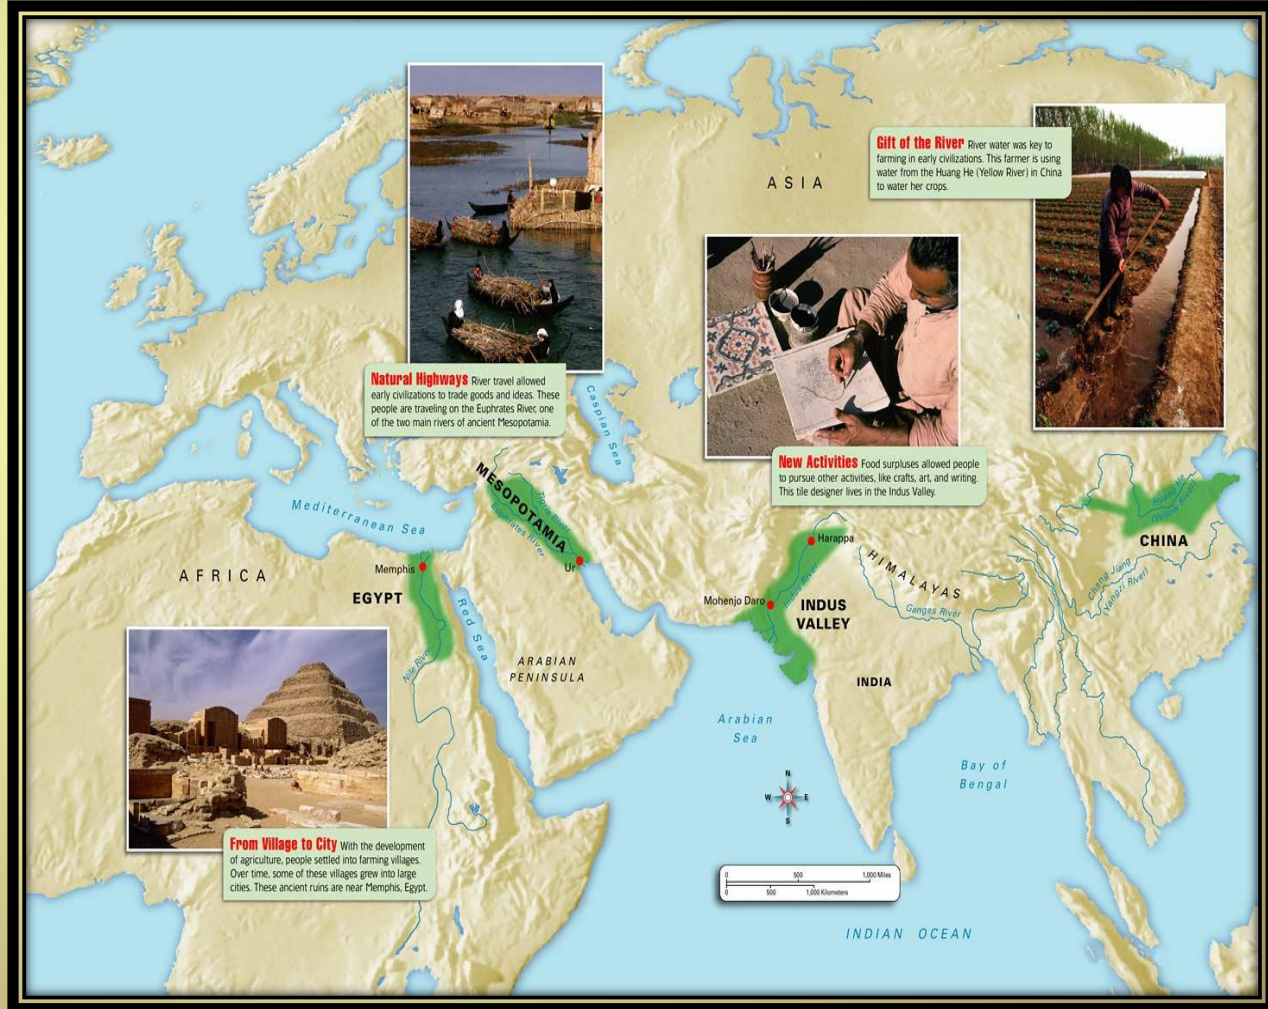 Gift of the River River water was key to
farming in early civilizations. This farmer is using
water from the Huang He (Yellow River) in China
to water her crops.
ASIA
Natural Highways River travel allowed
early civilizations to trade goods and ideas. These
people are traveling on the Euphrates River, one
of the two main rivers of ancient Mesopotamia.
Caspian Sea
New Activities Food surpluses allowed people
to pursue other activities, like crafts, art, and writing.
This tile designer lives in the Indus Valley.
MESOPOTAMIA
Tigris River
Euphrates River
Ur
Mediterranean Sea
Huang He
(Yellow River)
CHINA
Harappa
HIMALAYAS
Chang Jiang
(Yangzi River)
AFRICA
Memphis
EGYPT
Red Sea
Nile River
Mohenjo Daro
Indus River
INDUS
VALLEY
Ganges River
ARABIAN
PENINSULA
INDIA
Arabian
Sea
Bay of
Bengal
N
W E
S
From Village to City With the development
of agriculture, people settled into farming villages.
Over time, some of these villages grew into large
cities. These ancient ruins are near Memphis, Egypt.
0 500 1,000 Miles
0 500 1,000 Kilometers
INDIAN OCEAN